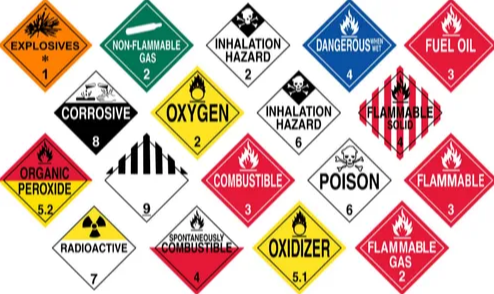 EXPLOSIVES
*
1
NON-FLAMMABLE
GAS
2
INHALATION
HAZARD
2
DANGEROUS WHEN
WET
4
FUEL OIL
3
CORROSIVE
8
OXYGEN
2
INHALATION
HAZARD
6
FLAMMABLE
SOLID
4
ORGANIC
PEROXIDE
5.2
9
COMBUSTIBLE
3
POISON
6
FLAMMABLE
3
RADIOACTIVE
7
SPONTANEOUSLY
COMBUSTIBLE
4
OXIDIZER
5.1
FLAMMABLE
GAS
2